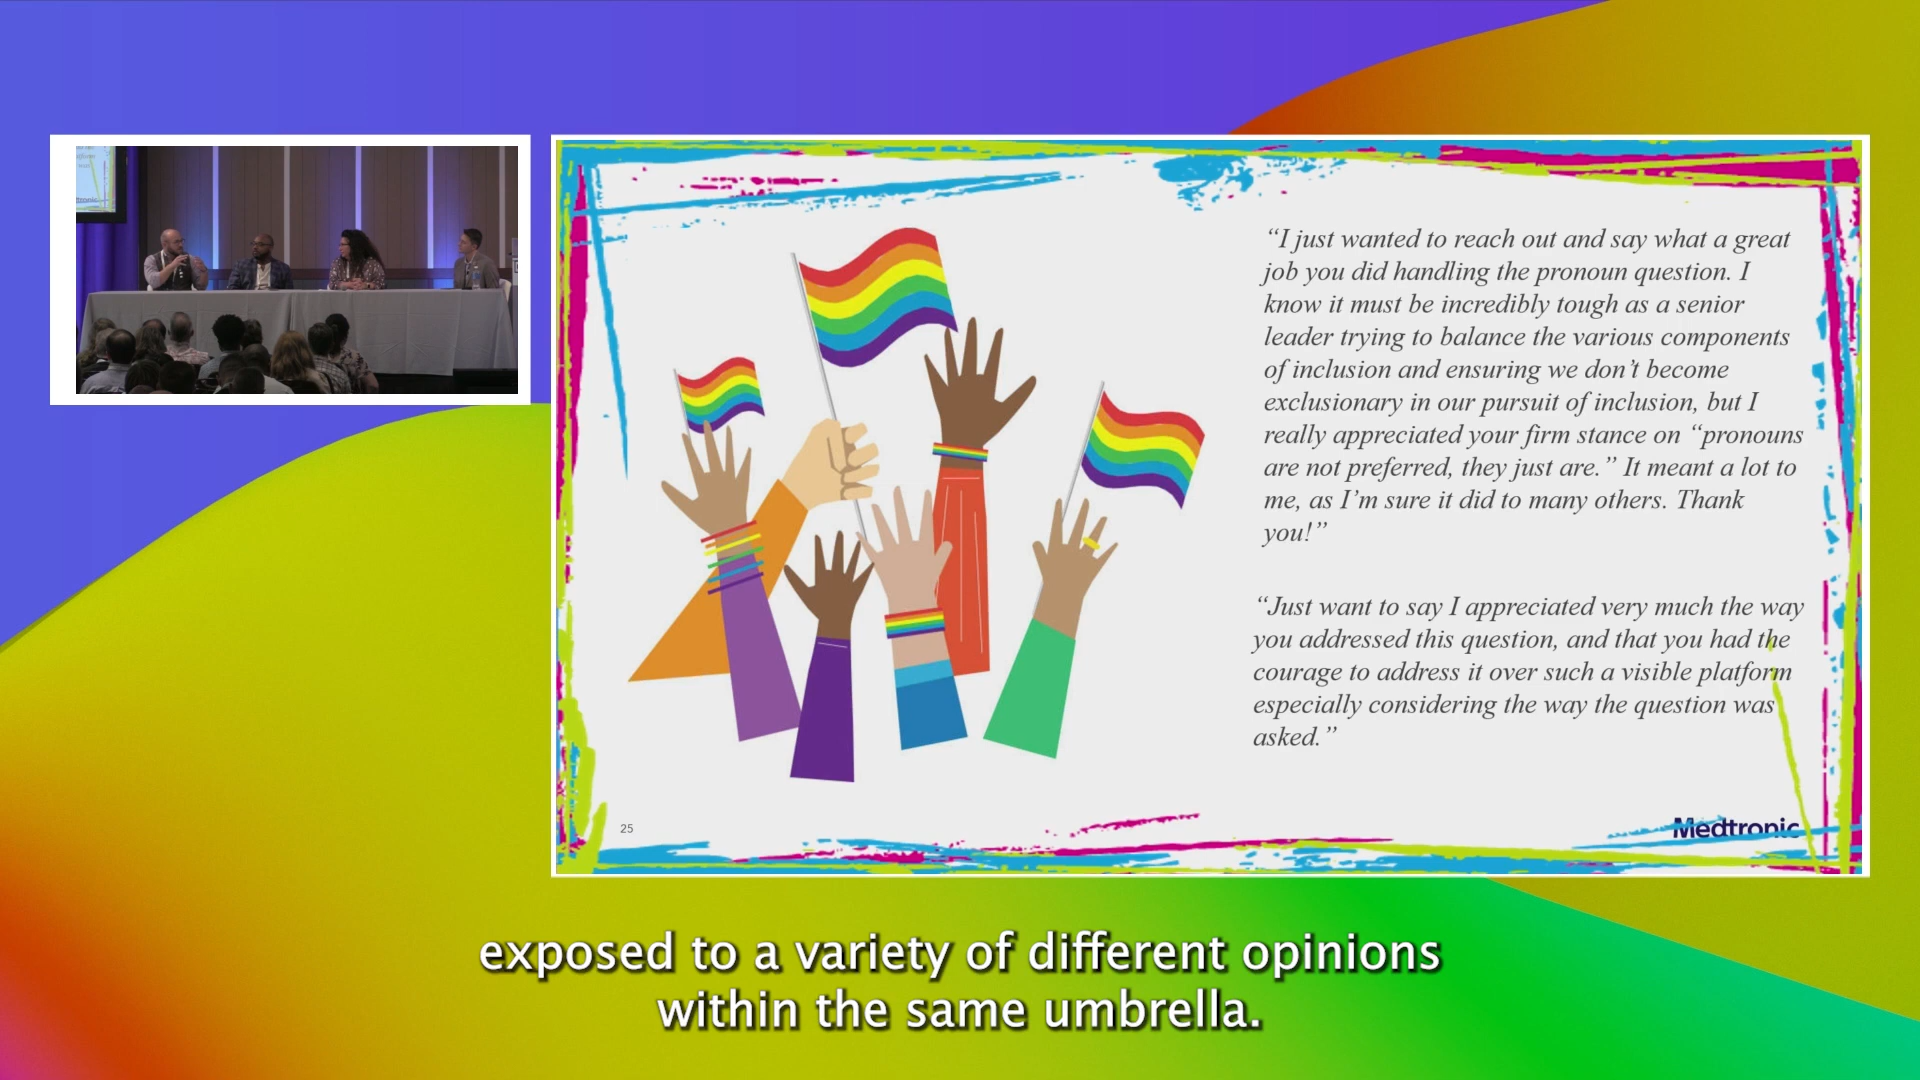 “I just wanted to reach out and say what a great
job you did handling the pronoun question. I
know it must be incredibly tough as a senior
leader trying to balance the various components
of inclusion and ensuring we don’t become
exclusionary in our pursuit of inclusion, but I
really appreciated your firm stance on “pronouns
are not preferred, they just are.” It meant a lot to
me, as I’m sure it did to many others. Thank
you!”
“Just want to say I appreciated very much the way
you addressed this question, and that you had the
courage to address it over such a visible platform
especially considering the way the question was
asked.”
25
Medtronic
exposed to a variety of different opinions
within the same umbrella.